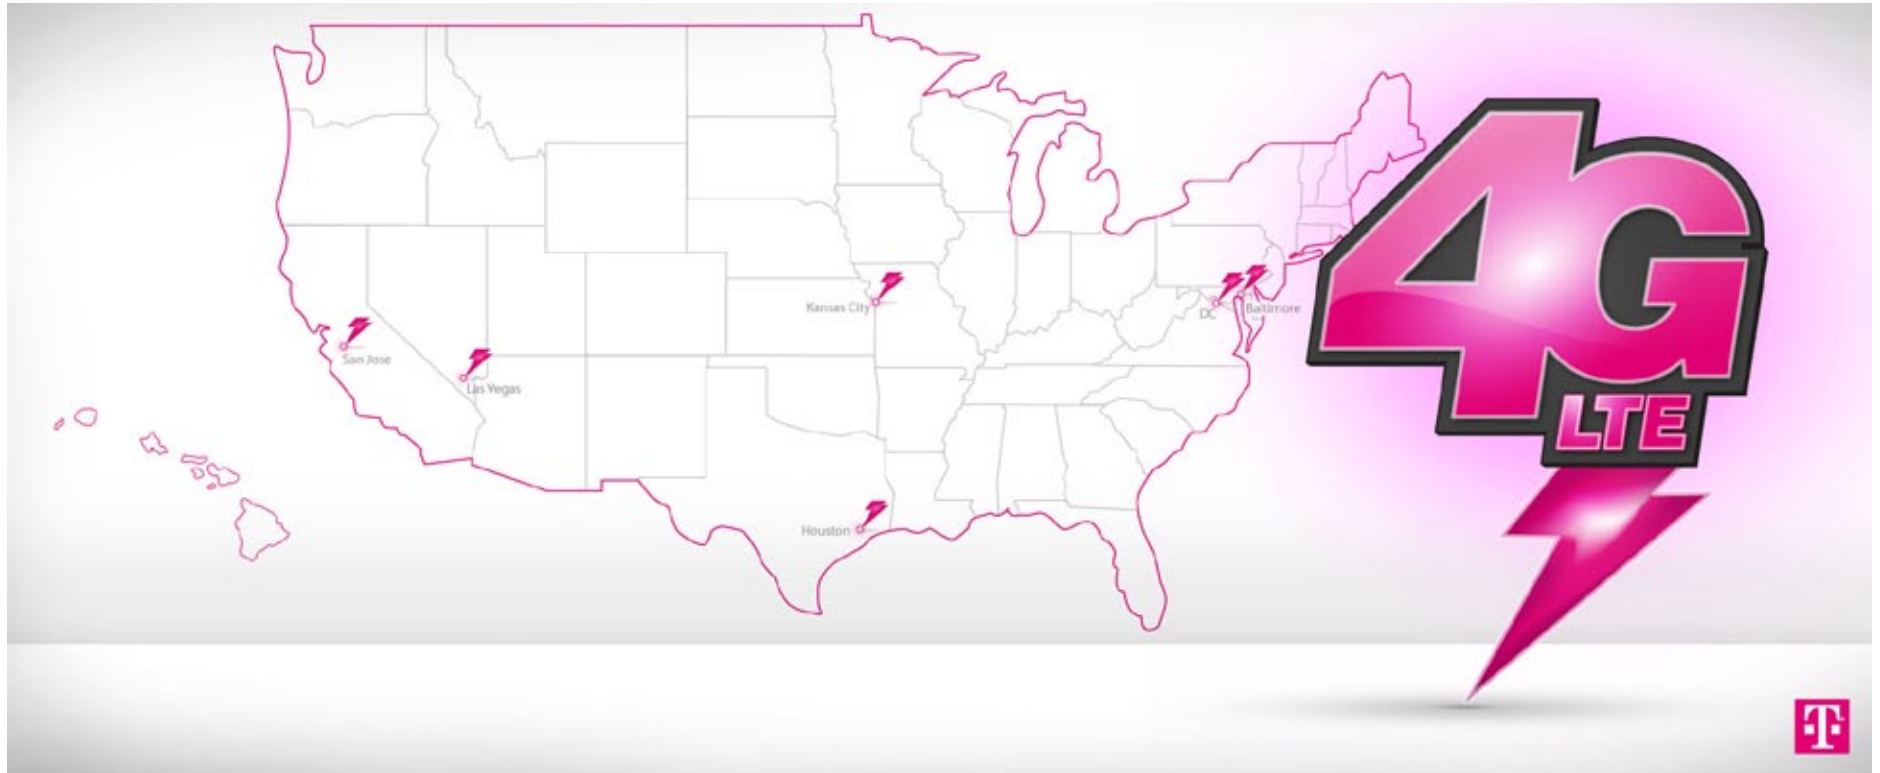 4G
LTE
Kansas City
DC
Baltimore
San Jose
Las Vegas
Houston
T